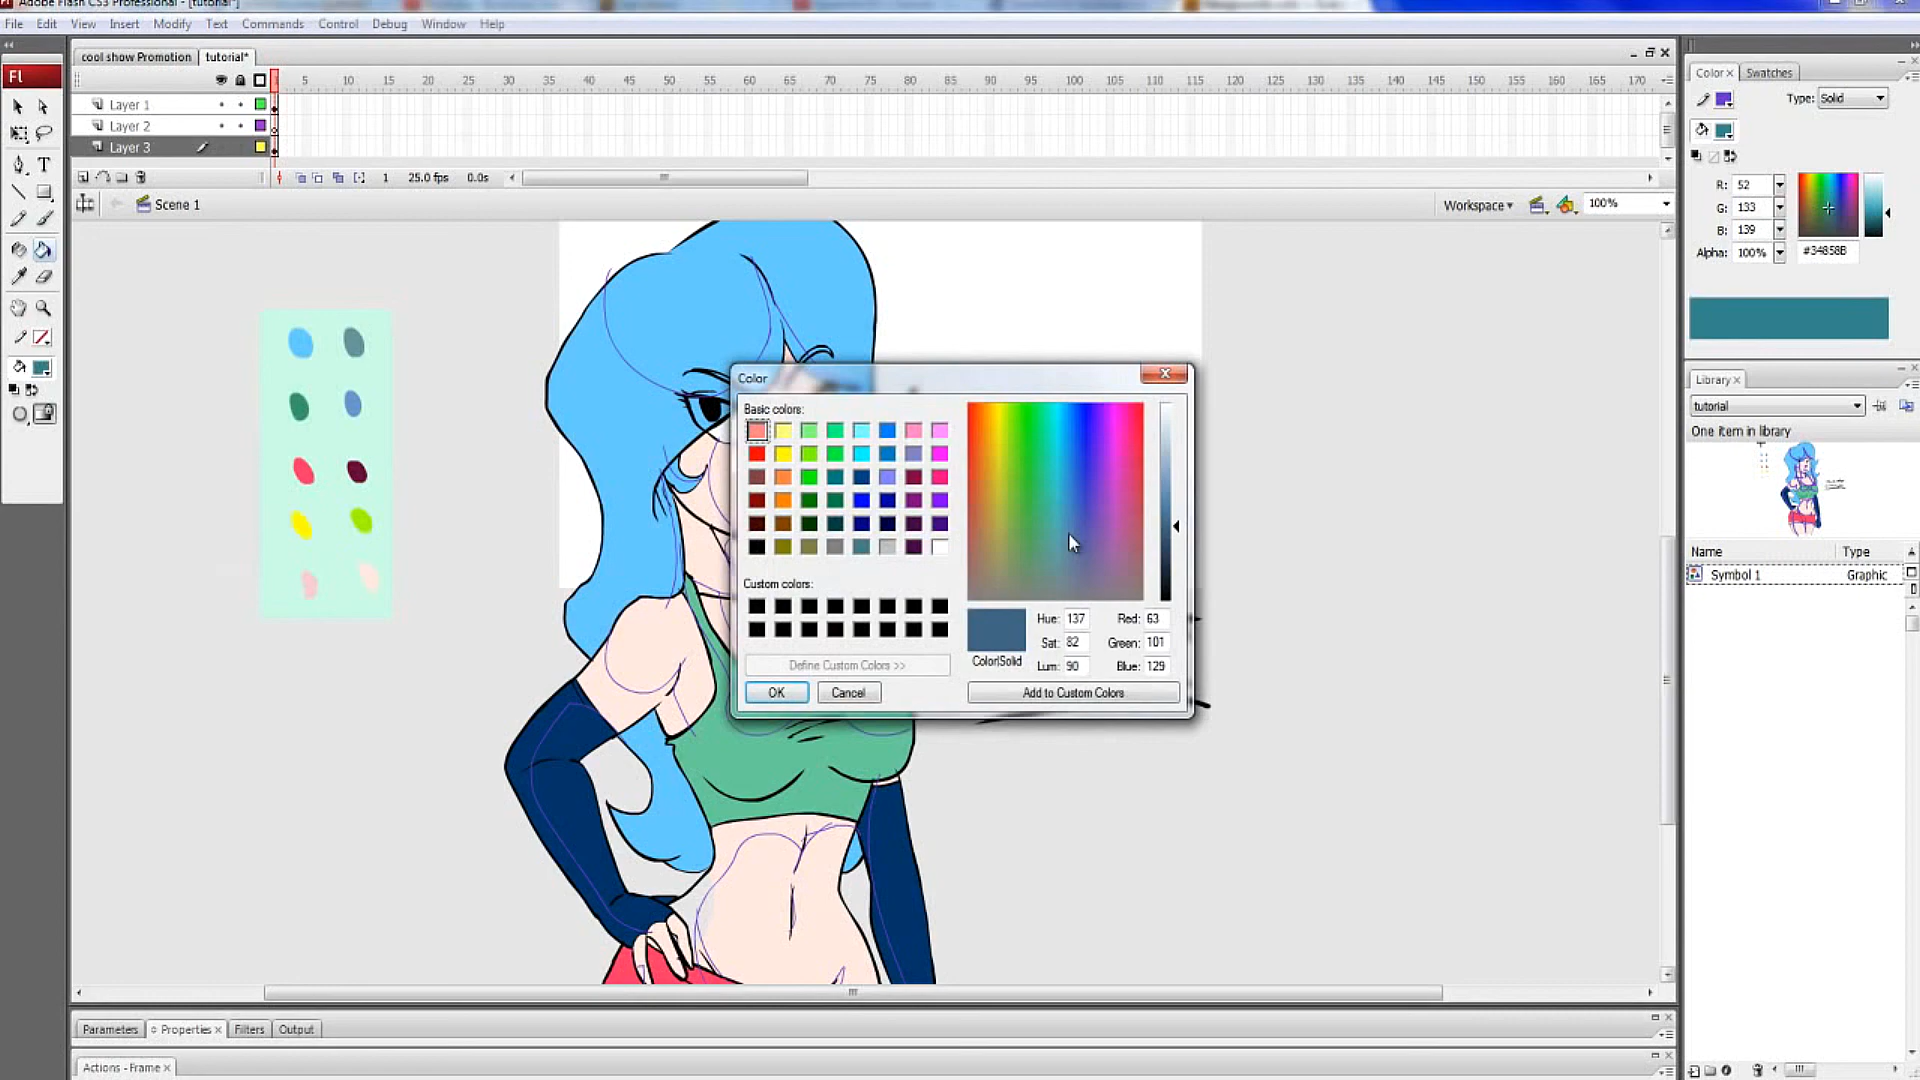 Adobe Flash CS3 Professional - [tutorial*]
File Edit View Insert Modify Text Commands Control Debug Window Help
cool show Promotion tutorial*
Fl
5 10 15 20 25 30 35 40 45 50 55 60 65 70 75 80 85 90 95 100 105 110 115 120 125 130 135 140 145 150 155 160 165 170
Layer 1
Layer 2
Layer 3
1 25.0 fps 0.0s
Scene 1
Workspace 100%
T
Color
Basic colors:
Custom colors:
Define Custom Colors >>
OK Cancel
Color|Solid
Hue: 137 Red: 63
Sat: 82 Green: 101
Lum: 90 Blue: 129
Add to Custom Colors
Color Swatches
Type: Solid
R: 52
G: 133
B: 139
Alpha: 100% #34858B
Library
tutorial
One item in library
Name Type
Symbol 1 Graphic
Parameters Properties Filters Output
Actions - Frame